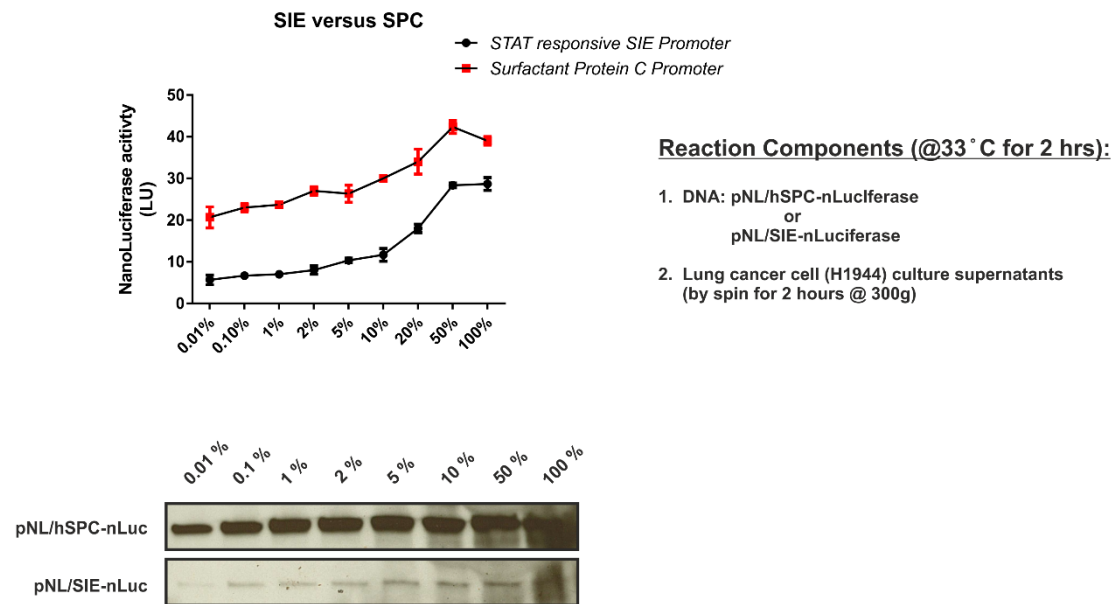 SIE versus SPC
STAT responsive SIE Promoter
Surfactant Protein C Promoter
NanoLuciferase acitivty
(LU)
50
40
30
20
10
0
0.01%
0.10%
1%
2%
5%
10%
20%
50%
100%
Reaction Components (@33˚C for 2 hrs):
1. DNA: pNL/hSPC-nLuclferase
or
pNL/SIE-nLuciferase
2. Lung cancer cell (H1944) culture supernatants
(by spin for 2 hours @ 300g)
0.01 %
0.1 %
1 %
2 %
5 %
10 %
50 %
100 %
pNL/hSPC-nLuc
pNL/SIE-nLuc